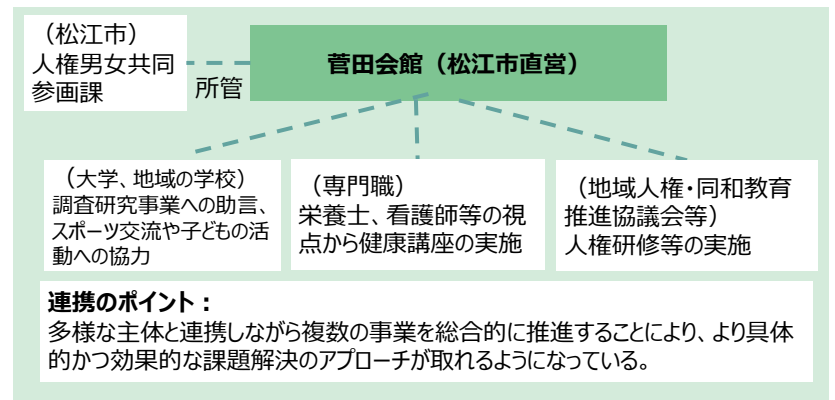 （松江市）
人権男女共同
参画課
所管
菅田会館（松江市直営）
（大学、地域の学校）
調査研究事業への助言、
スポーツ交流や子どもの活
動への協力
（専門職）
栄養士、看護師等の視
点から健康講座の実施
（地域人権・同和教育
推進協議会等）
人権研修等の実施
連携のポイント：
多様な主体と連携しながら複数の事業を総合的に推進することにより、より具体
的かつ効果的な課題解決のアプローチが取れるようになっている。